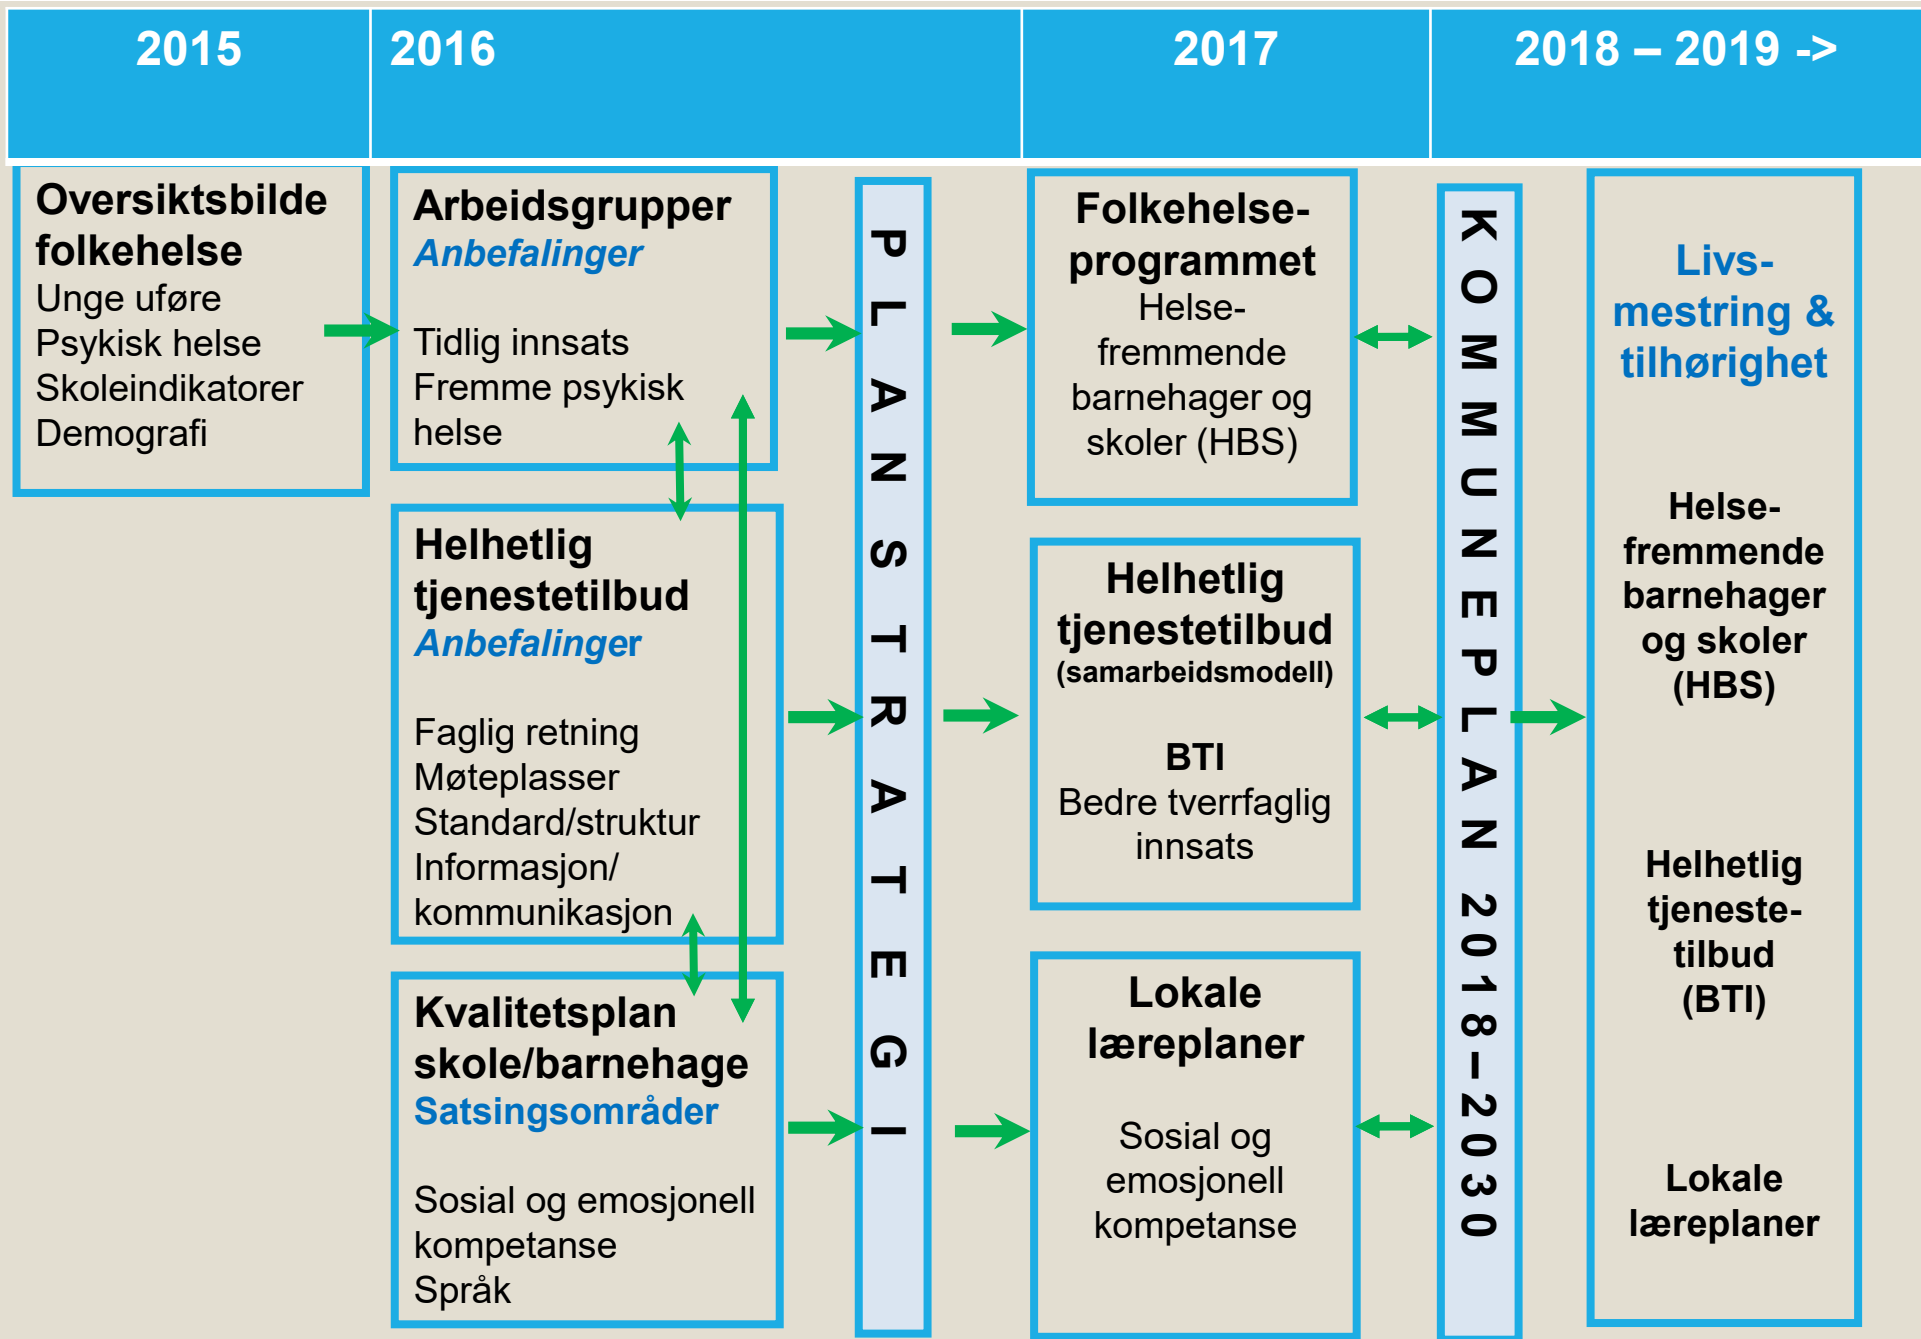 2015
2016
2017
2018 – 2019 ->
Oversiktsbilde
folkehelse
Unge uføre
Psykisk helse
Skoleindikatorer
Demografi
Arbeidsgrupper
Anbefalinger
Tidlig innsats
Fremme psykisk
helse
Helhetlig
tjenestetilbud
Anbefalinger
Faglig retning
Møteplasser
Standard/struktur
Informasjon/
kommunikasjon
Kvalitetsplan
skole/barnehage
Satsingsområder
Sosial og emosjonell
kompetanse
Språk
PLANSTRATEGI
Folkehelse-
programmet
Helse-
fremmende
barnehager og
skoler (HBS)
Helhetlig
tjenestetilbud
(samarbeidsmodell)
BTI
Bedre tverrfaglig
innsats
Lokale
læreplaner
Sosial og
emosjonell
kompetanse
KOMMUNEPLAN 2018–2030
Livs-
mestring &
tilhørighet
Helse-
fremmende
barnehager
og skoler
(HBS)
Helhetlig
tjeneste-
tilbud
(BTI)
Lokale
læreplaner